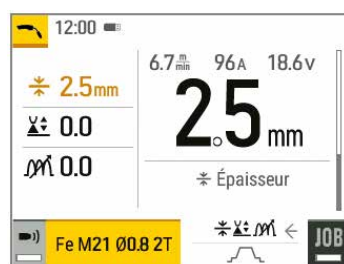 12:00
6.7 m/min 96A 18.6V
2.5mm
0.0
0.0
2.5 mm
Épaisseur
Fe M21 Ø0.8 2T
JOB